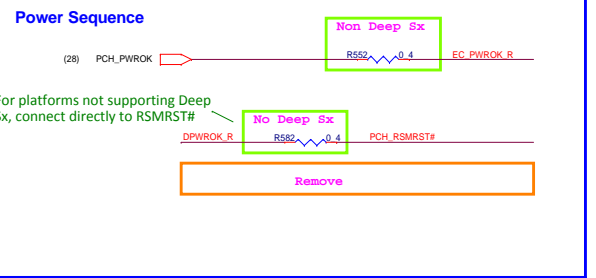 Power Sequence
Non Deep Sx
(28) PCH_PWROK R552 0_4 EC_PWROK_R
For platforms not supporting Deep
Sx, connect directly to RSMRST#
No Deep Sx
DPWROK_R R582 0_4 PCH_RSMRST#
Remove